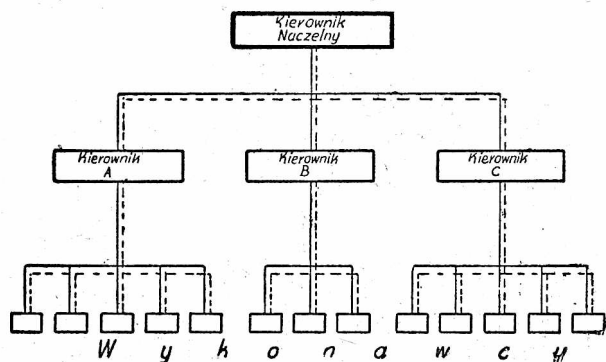 Kierownik
Naczelny
Kierownik
A
Kierownik
B
Kierownik
C
W y k o n a w c y